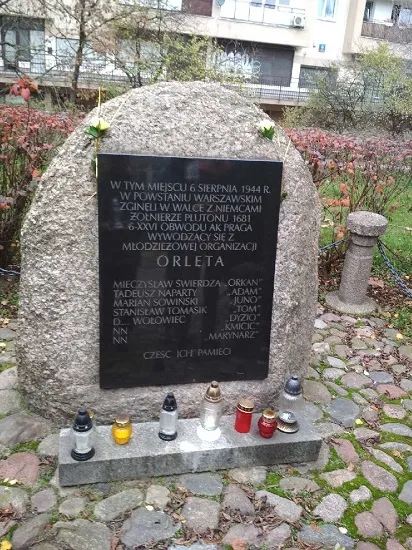 W TYM MIEJSCU 6 SIERPNIA 1944 R.
W POWSTANIU WARSZAWSKIM
ZGINĘLI W WALCE Z NIEMCAMI
ŻOŁNIERZE PLUTONU 1681
6-XXVI OBWODU AK PRAGA
WYWODZĄCY SIĘ Z
MŁODZIEŻOWEJ ORGANIZACJI
ORLĘTA
MIECZYSŁAW ŚWIERDZA „ORKAN"
TADEUSZ NAPARTY „ADAM"
MARIAN SOWIŃSKI „JUNO"
STANISŁAW TOMASIK „TOM"
D.... WOŁOWIEC „DYZIO"
NN „KMICIC"
NN „MARYNARZ"
CZEŚĆ ICH PAMIĘCI